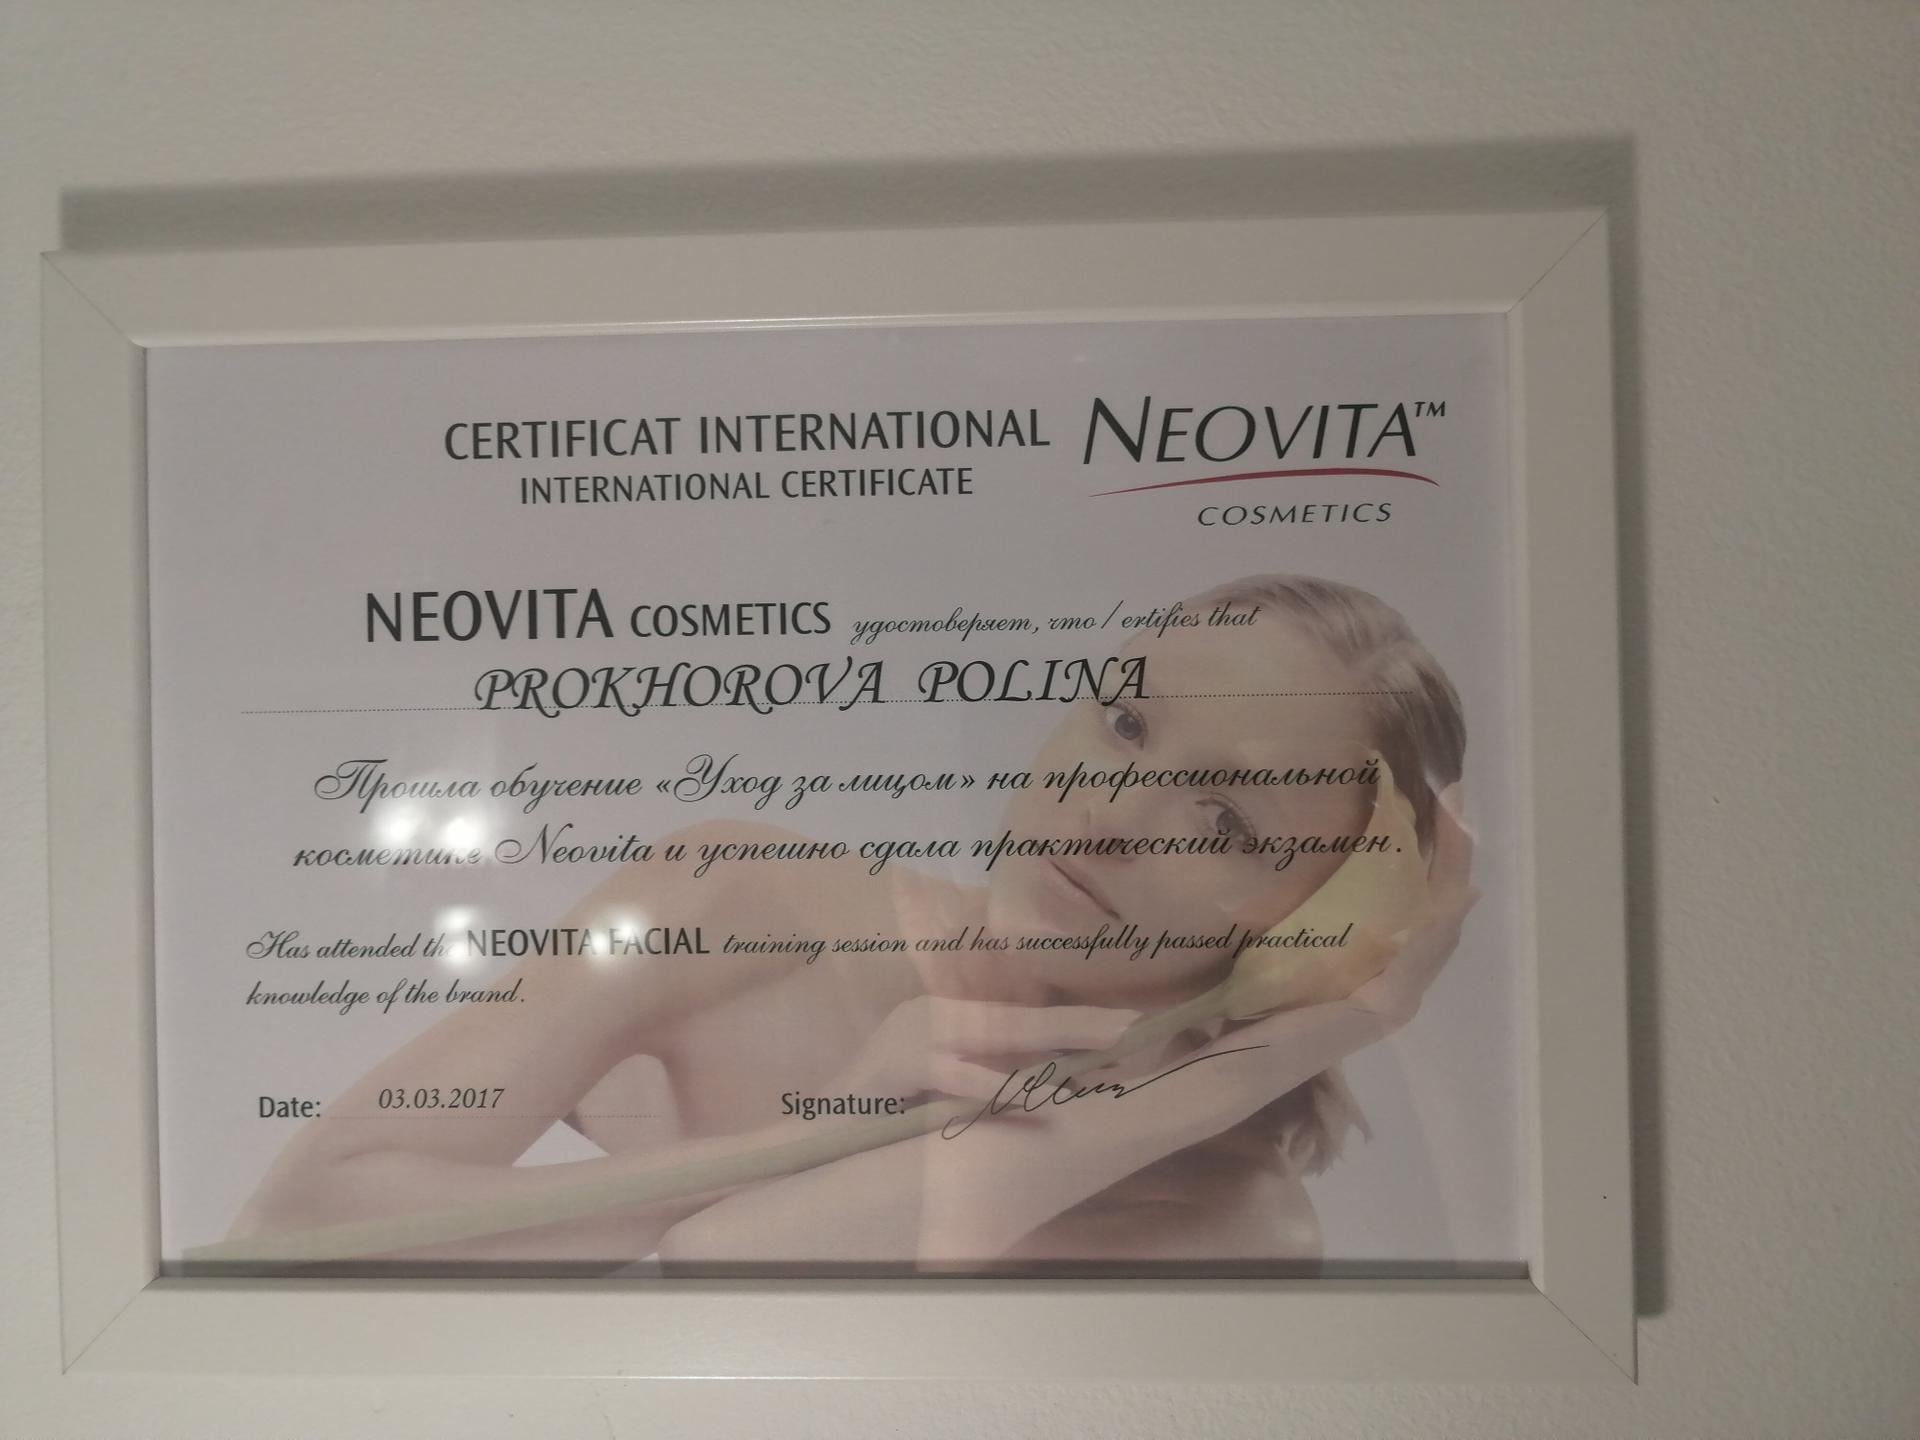 CERTIFICAT INTERNATIONAL
INTERNATIONAL CERTIFICATE
NEOVITA™
COSMETICS
NEOVITA COSMETICS удостоверяет, что / ertifies that
PROKHOROVA POLINA
Прошла обучение «Уход за лицом» на профессиональной
косметике Neovita и успешно сдала практический экзамен.
Has attended the NEOVITA FACIAL training session and has successfully passed practical
knowledge of the brand.
Date: 03.03.2017
Signature: